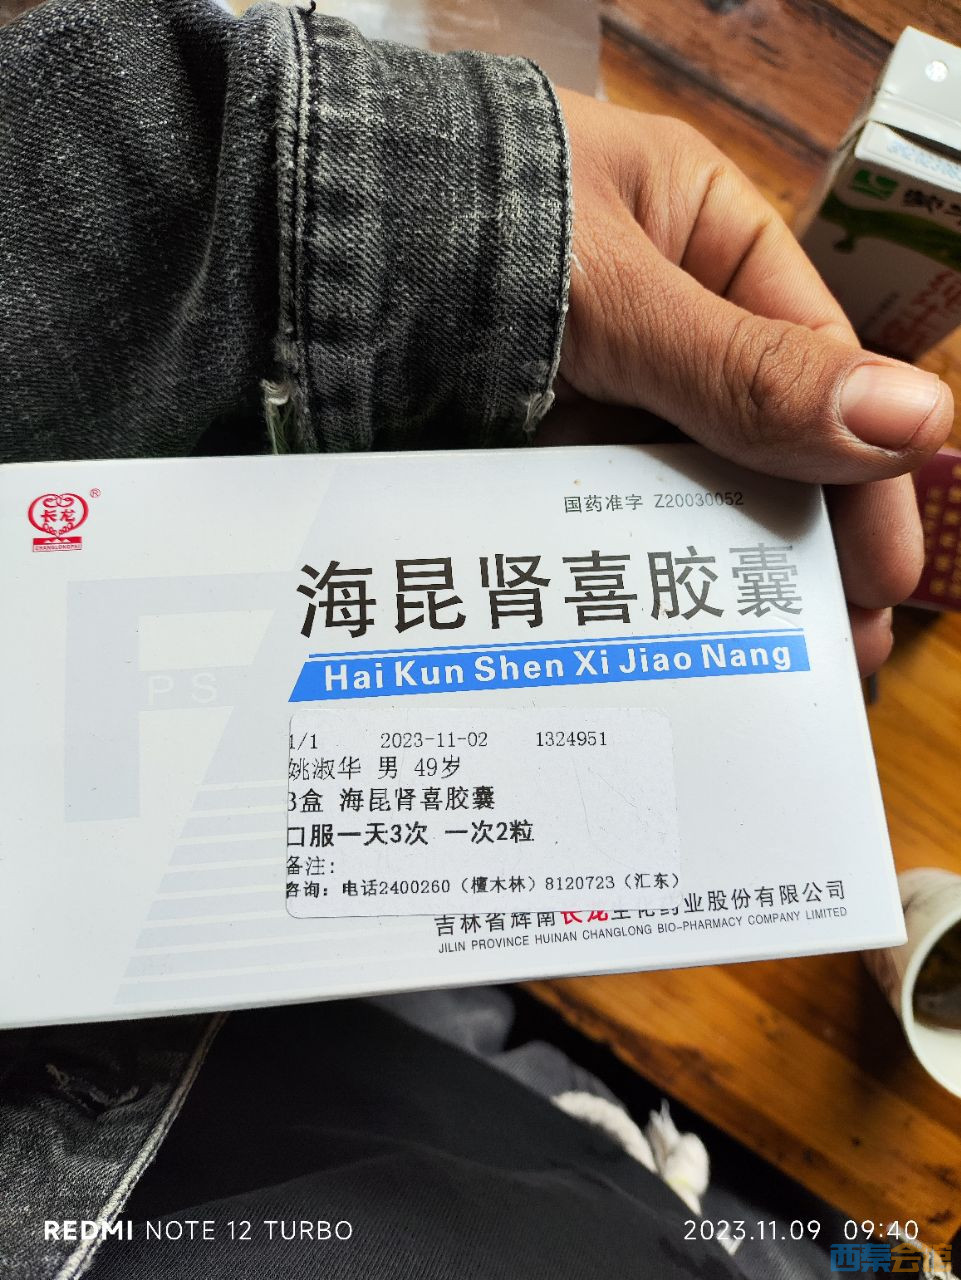 长龙®
CHANGLONGPAI
国药准字 Z20030052
海昆肾喜胶囊
Hai Kun Shen Xi Jiao Nang
PS
1/1 2023-11-02 1324951
姚淑华 男 49岁
3盒 海昆肾喜胶囊
口服一天3次 一次2粒
备注:
咨询: 电话2400260 (檀木林) 8120723 (汇东)
吉林省辉南长龙生化药业股份有限公司
JILIN PROVINCE HUINAN CHANGLONG BIO-PHARMACY COMPANY LIMITED
REDMI NOTE 12 TURBO
2023.11.09 09:40
西秦会馆